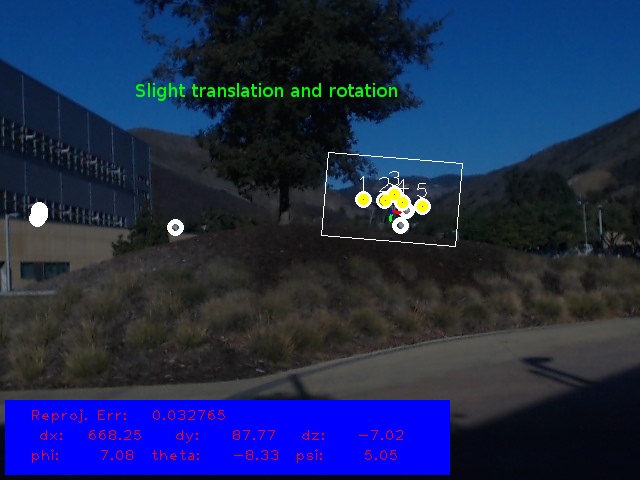 Slight translation and rotation
1 2 3 4 5
Reproj. Err: 0.032765
dx: 668.25 dy: 87.77 dz: −7.02
phi: 7.08 theta: −8.33 psi: 5.05